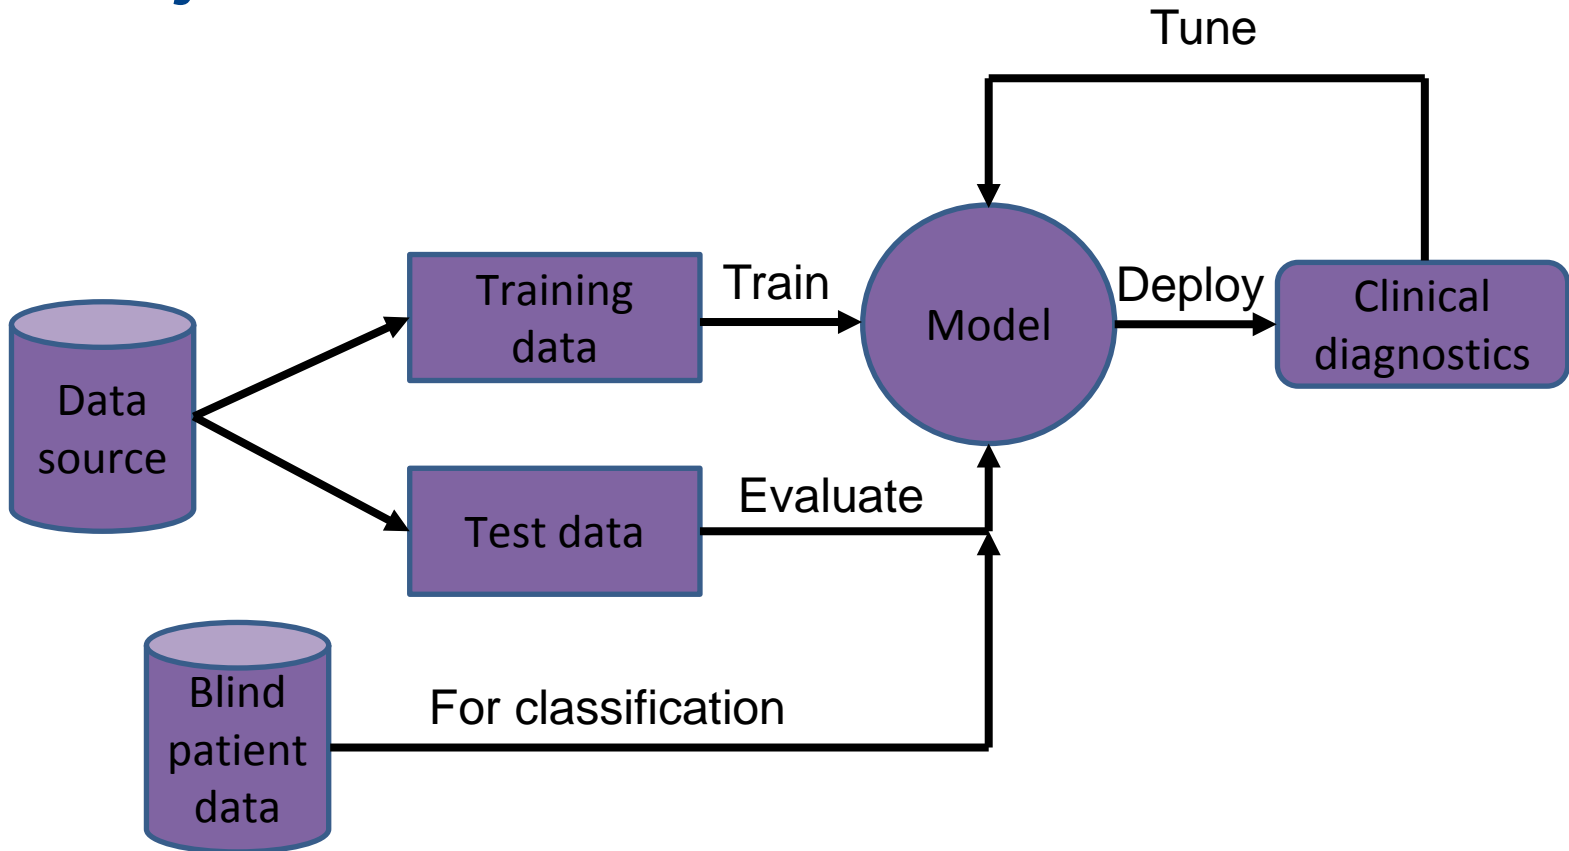 Tune
Training
data
Train
Model
Deploy
Clinical
diagnostics
Data
source
Test data
Evaluate
Blind
patient
data
For classification